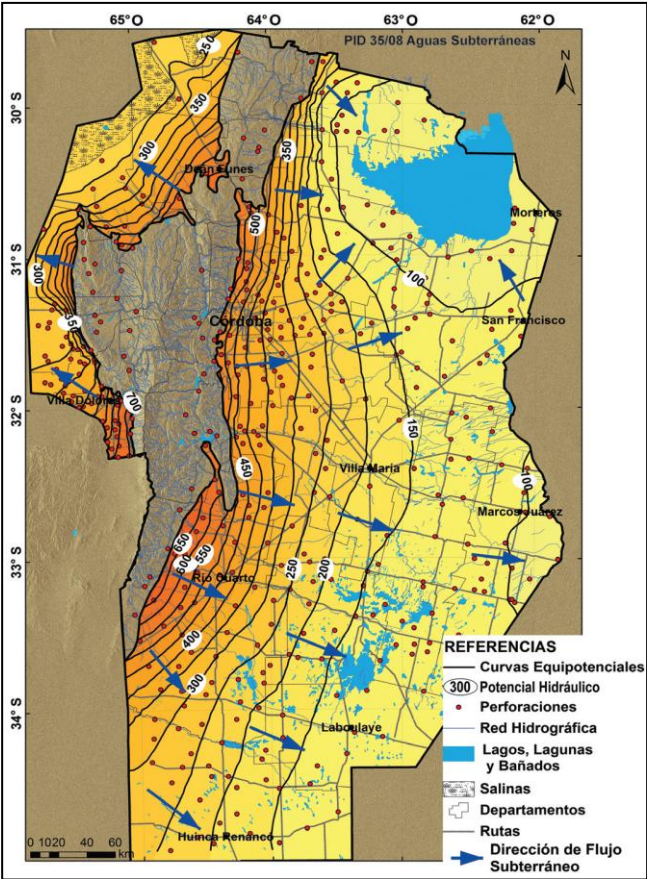 65°O 64°O 63°O 62°O
PID 35/08 Aguas Subterráneas
N
250
30°S
350
300
350
Deán Funes
500
Morteros
31°S
100
300
350
San Francisco
Córdoba
700
Villa Dolores
32°S
150
450
Villa María
100
Marcos Juárez
650
550
600
33°S
250
200
Río Cuarto
400
300
34°S
Laboulaye
Huinca Renancó
0 10 20 40 60
km
REFERENCIAS
Curvas Equipotenciales
300 Potencial Hidráulico
Perforaciones
Red Hidrográfica
Lagos, Lagunas
y Bañados
Salinas
Departamentos
Rutas
Dirección de Flujo
Subterráneo